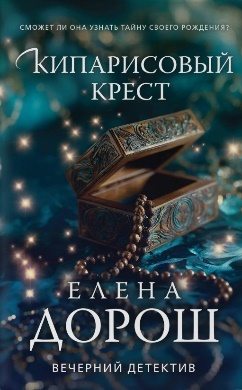 СМОЖЕТ ЛИ ОНА УЗНАТЬ ТАЙНУ СВОЕГО РОЖДЕНИЯ?
КИПАРИСОВЫЙ
КРЕСТ
ЕЛЕНА
ДОРОШ
ВЕЧЕРНИЙ ДЕТЕКТИВ